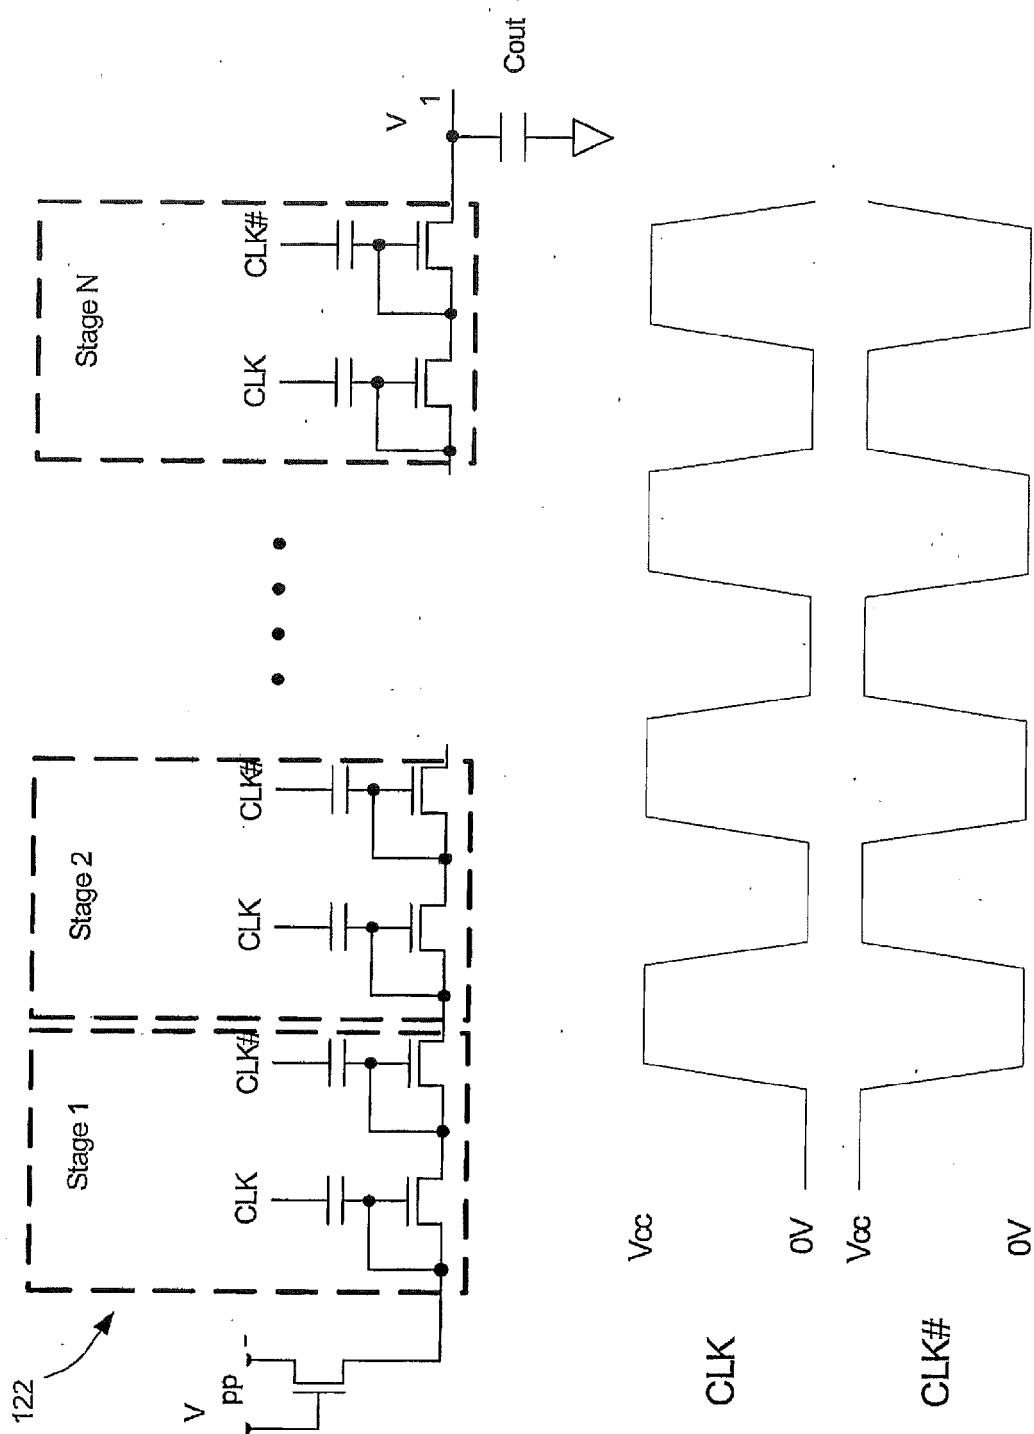 122
V
pp
Stage 1
CLK
CLK#
Stage 2
CLK
CLK#
Stage N
CLK
CLK#
V
1
Cout
CLK
Vcc
0V
CLK#
Vcc
0V